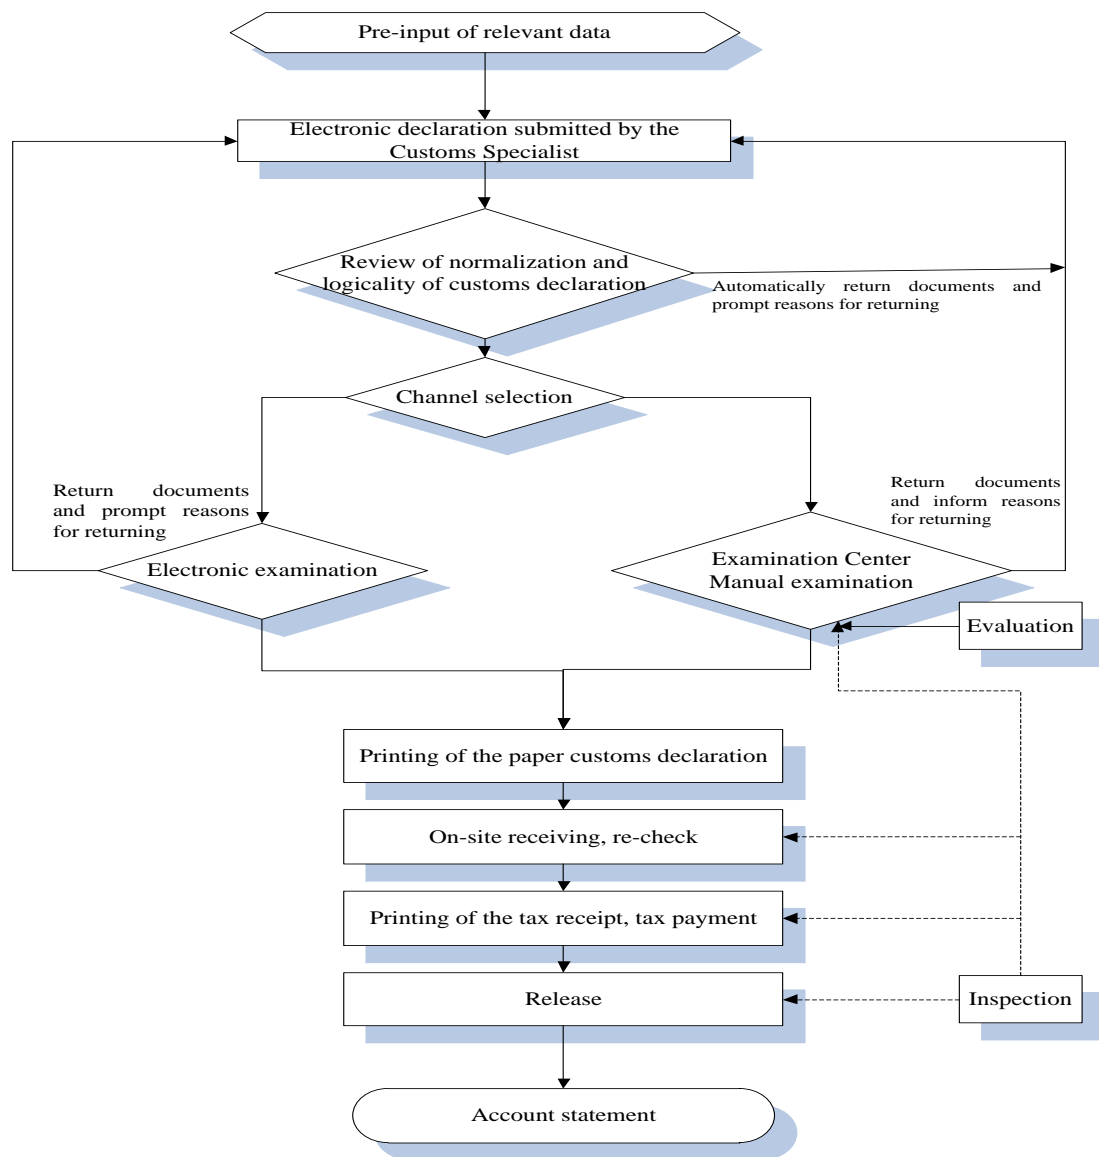 Pre-input of relevant data
Electronic declaration submitted by the
Customs Specialist
Review of normalization and
logicality of customs declaration
Automatically return documents and
prompt reasons for returning
Channel selection
Return documents
and prompt reasons
for returning
Return documents
and inform reasons
for returning
Electronic examination
Examination Center
Manual examination
Evaluation
Printing of the paper customs declaration
On-site receiving, re-check
Printing of the tax receipt, tax payment
Release
Inspection
Account statement